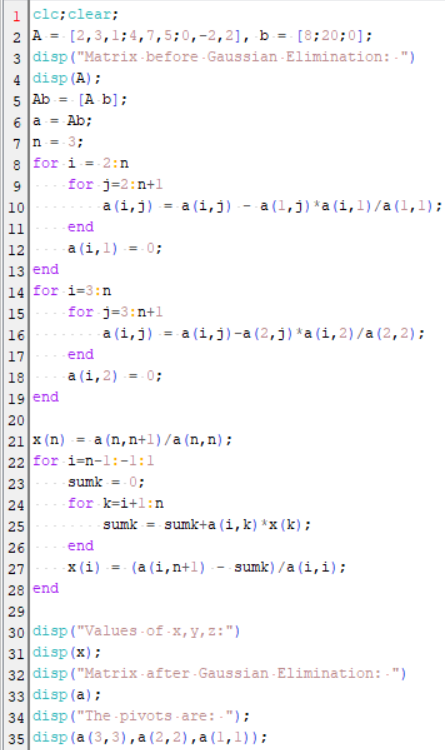 1 clc;clear;
2 A = [2,3,1;4,7,5;0,-2,2], b = [8;20;0];
3 disp("Matrix before Gaussian Elimination: ")
4 disp(A);
5 Ab = [A b];
6 a = Ab;
7 n = 3;
8 for i = 2:n
9     for j=2:n+1
10         a(i,j) = a(i,j) - a(1,j)*a(i,1)/a(1,1);
11     end
12     a(i,1) = 0;
13 end
14 for i=3:n
15     for j=3:n+1
16         a(i,j) = a(i,j)-a(2,j)*a(i,2)/a(2,2);
17     end
18     a(i,2) = 0;
19 end
20
21 x(n) = a(n,n+1)/a(n,n);
22 for i=n-1:-1:1
23     sumk = 0;
24     for k=i+1:n
25         sumk = sumk+a(i,k)*x(k);
26     end
27     x(i) = (a(i,n+1) - sumk)/a(i,i);
28 end
29
30 disp("Values of x,y,z:")
31 disp(x);
32 disp("Matrix after Gaussian Elimination: ")
33 disp(a);
34 disp("The pivots are: ");
35 disp(a(3,3),a(2,2),a(1,1));